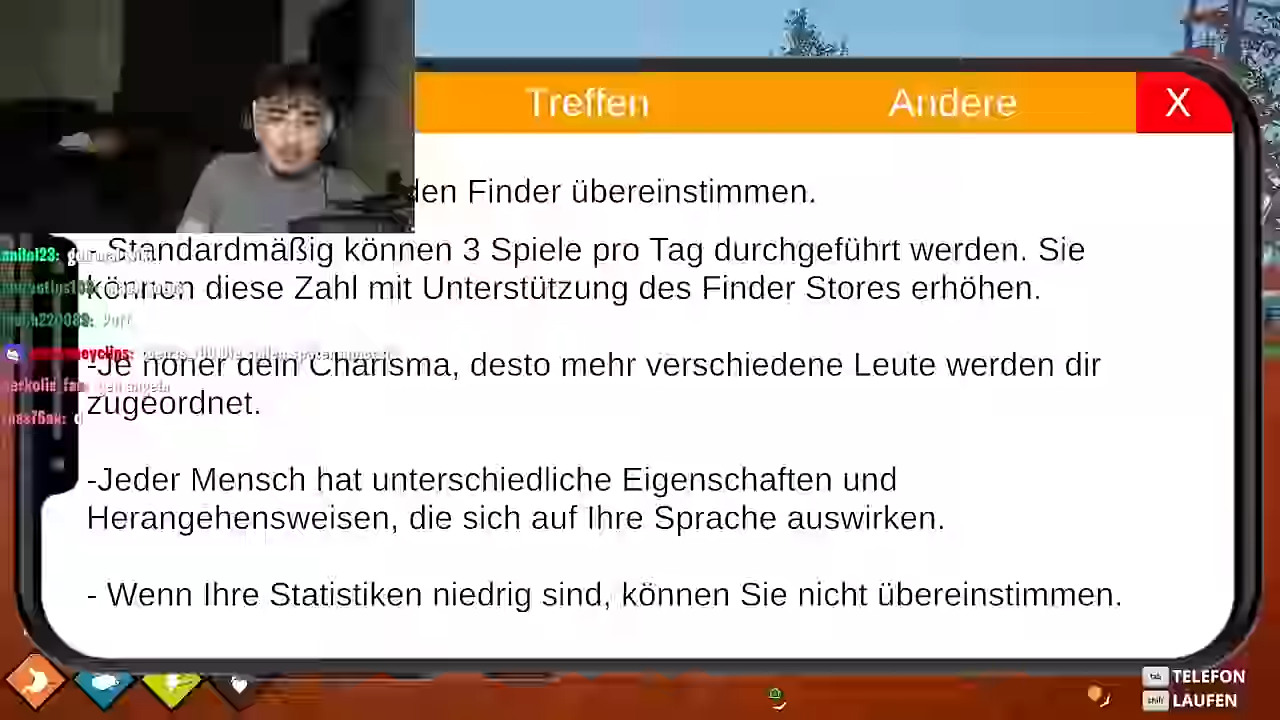 Treffen
Andere
X
den Finder übereinstimmen.
- Standardmäßig können 3 Spiele pro Tag durchgeführt werden. Sie
können diese Zahl mit Unterstützung des Finder Stores erhöhen.
-Je höher dein Charisma, desto mehr verschiedene Leute werden dir
zugeordnet.
-Jeder Mensch hat unterschiedliche Eigenschaften und
Herangehensweisen, die sich auf Ihre Sprache auswirken.
- Wenn Ihre Statistiken niedrig sind, können Sie nicht übereinstimmen.
tab TELEFON
shift LAUFEN